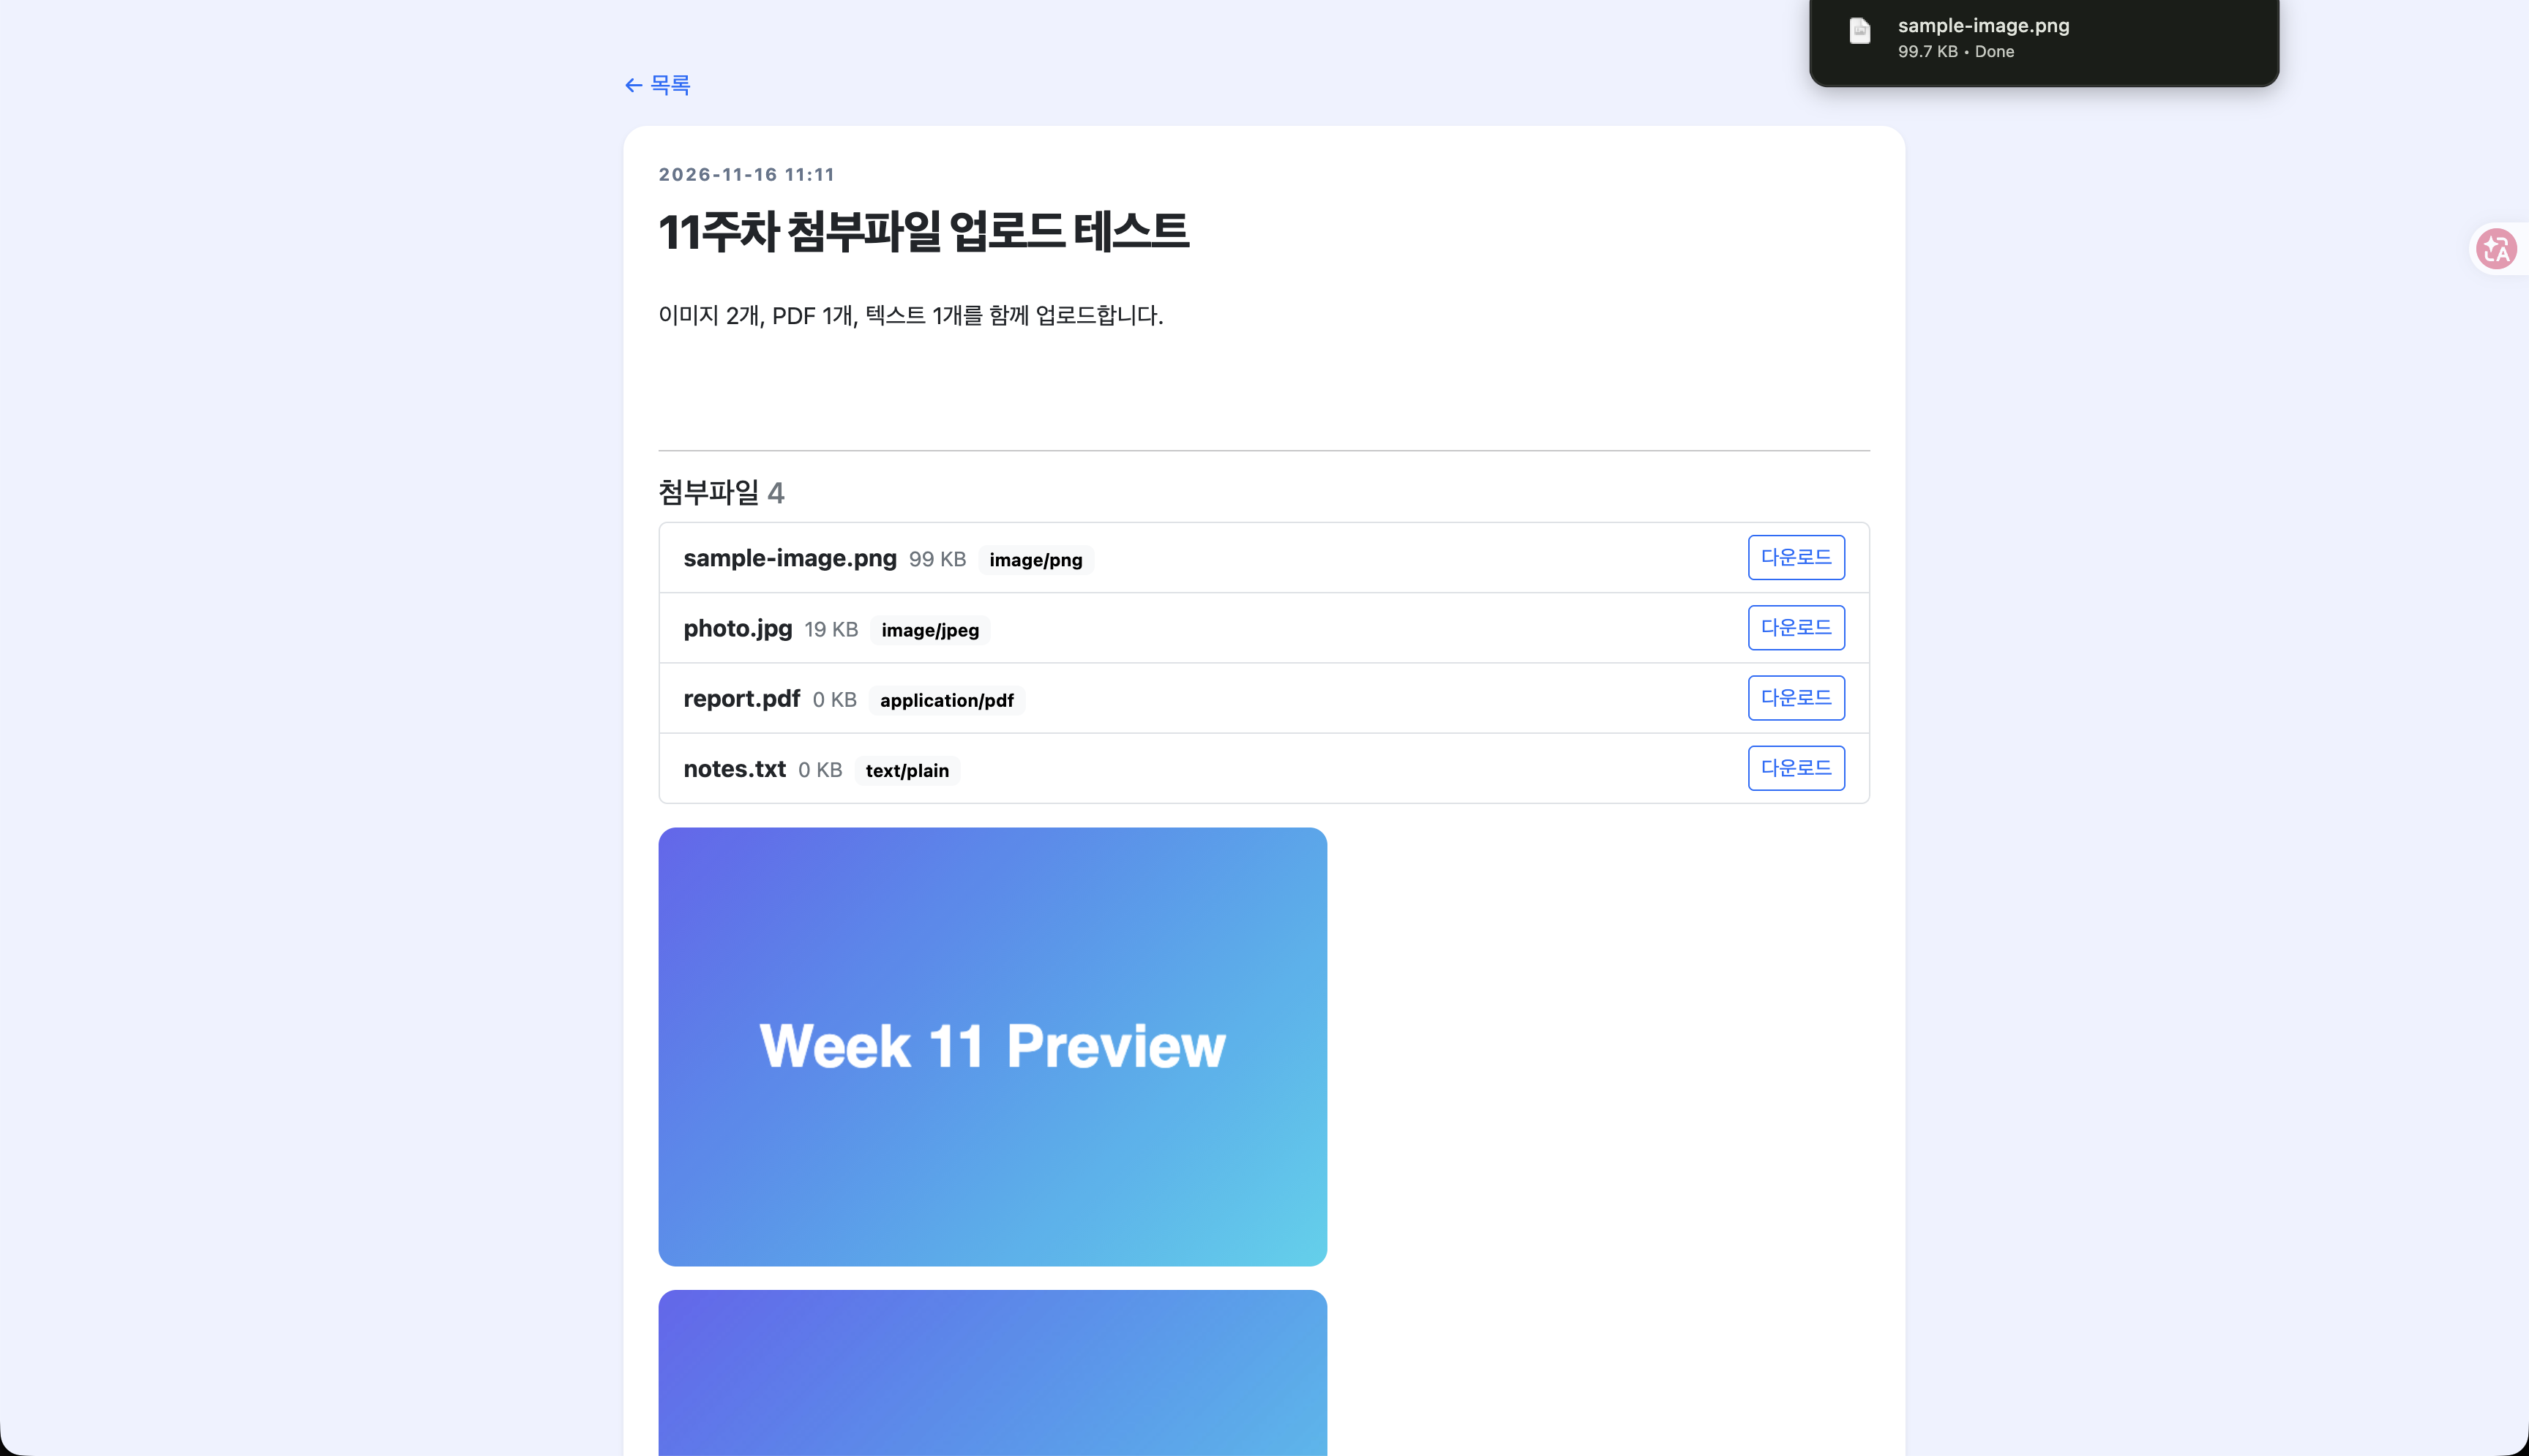 sample-image.png
99.7 KB • Done
← 목록
2026-11-16 11:11
11주차 첨부파일 업로드 테스트
이미지 2개, PDF 1개, 텍스트 1개를 함께 업로드합니다.
첨부파일 4
sample-image.png 99 KB image/png 다운로드
photo.jpg 19 KB image/jpeg 다운로드
report.pdf 0 KB application/pdf 다운로드
notes.txt 0 KB text/plain 다운로드
Week 11 Preview